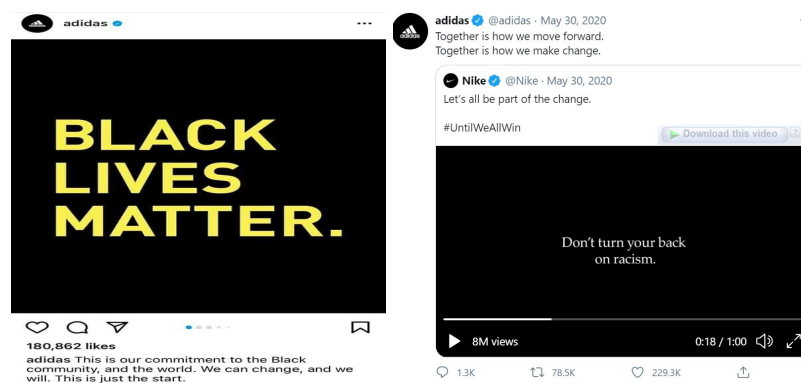 adidas
BLACK
LIVES
MATTER.
180,862 likes
adidas This is our commitment to the Black
community, and the world. We can change, and we
will. This is just the start.
adidas
adidas @adidas · May 30, 2020
Together is how we move forward.
Together is how we make change.
Nike @Nike · May 30, 2020
Let's all be part of the change.
#UntilWeAllWin
Download this video ?
Don't turn your back
on racism.
8M views 0:18 / 1:00
1.3K 78.5K 229.3K